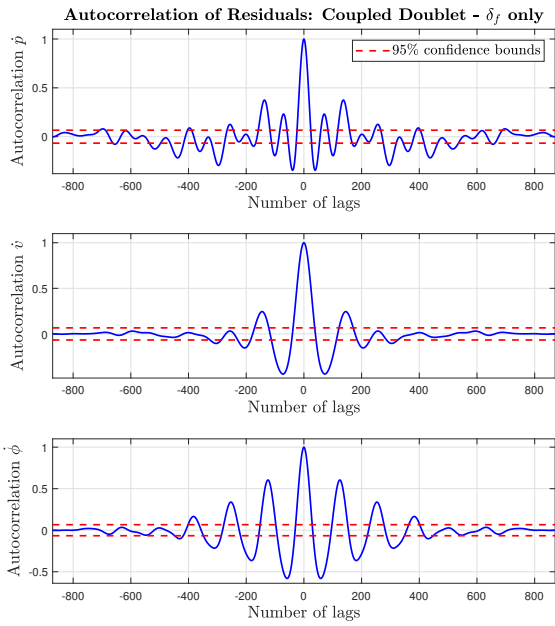 Autocorrelation of Residuals: Coupled Doublet - δ_f only
Autocorrelation ṗ
1
0.5
0
95% confidence bounds
-800 -600 -400 -200 0 200 400 600 800
Number of lags
Autocorrelation v̇
1
0.5
0
-800 -600 -400 -200 0 200 400 600 800
Number of lags
Autocorrelation ϕ̇
1
0.5
0
-0.5
-800 -600 -400 -200 0 200 400 600 800
Number of lags